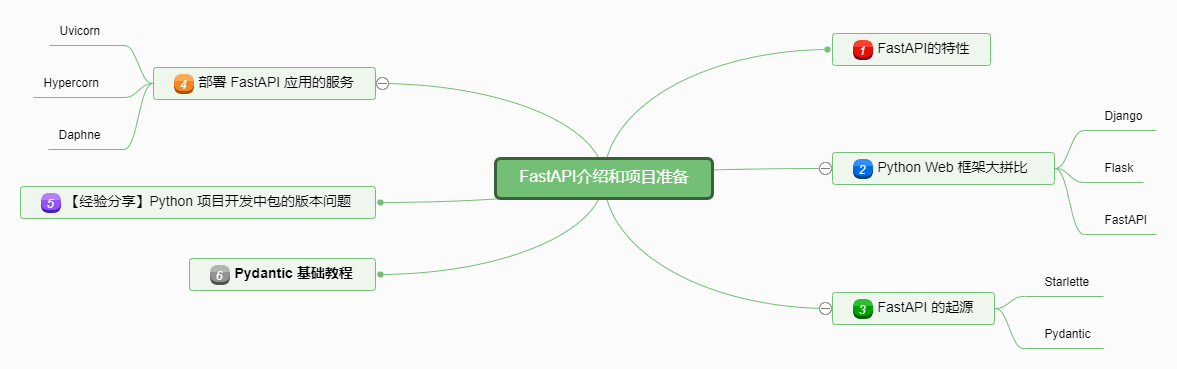 FastAPI介绍和项目准备
1 FastAPI的特性
2 Python Web 框架大拼比
Django
Flask
FastAPI
3 FastAPI 的起源
Starlette
Pydantic
4 部署 FastAPI 应用的服务
Uvicorn
Hypercorn
Daphne
5 【经验分享】Python 项目开发中包的版本问题
6 Pydantic 基础教程